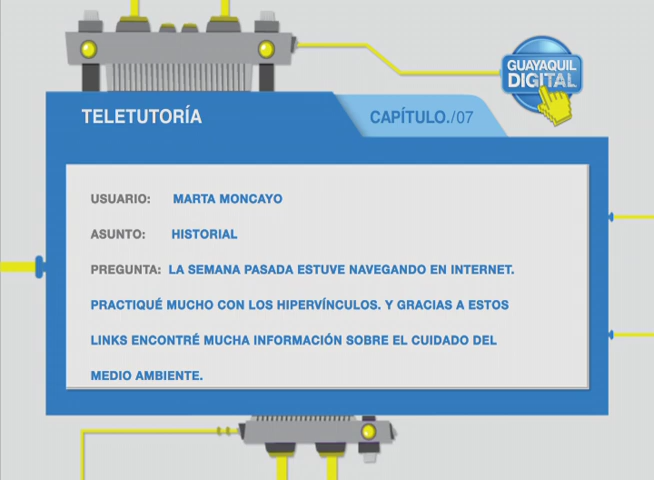 GUAYAQUIL
DIGITAL
TELETUTORÍA
CAPÍTULO./07
USUARIO: MARTA MONCAYO
ASUNTO: HISTORIAL
PREGUNTA: LA SEMANA PASADA ESTUVE NAVEGANDO EN INTERNET.
PRACTIQUÉ MUCHO CON LOS HIPERVÍNCULOS. Y GRACIAS A ESTOS
LINKS ENCONTRÉ MUCHA INFORMACIÓN SOBRE EL CUIDADO DEL
MEDIO AMBIENTE.